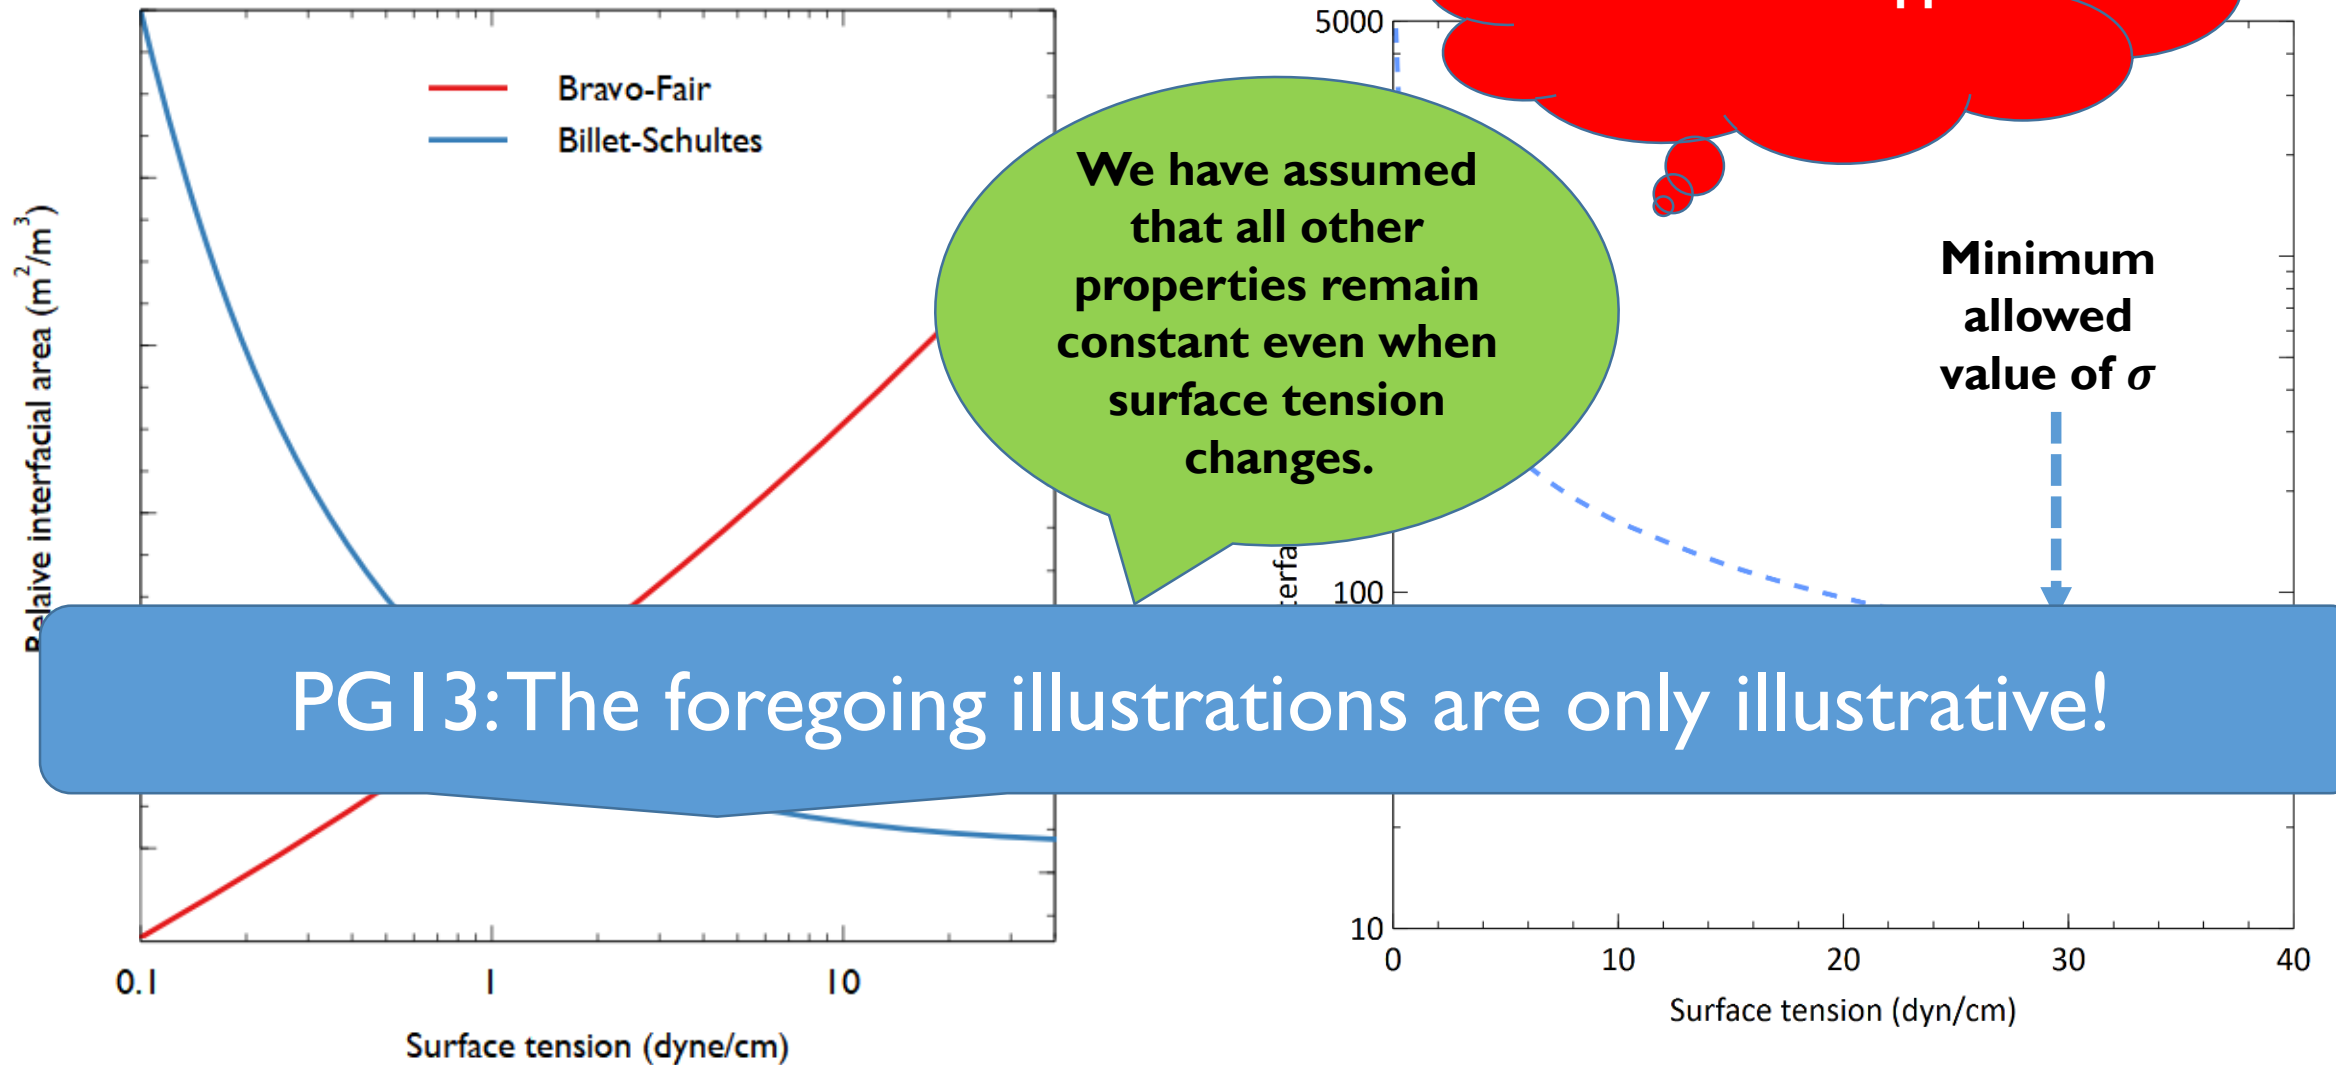 Bravo-Fair
Billet-Schultes
Relaive interfacial area (m²/m³)
0.1
1
10
Surface tension (dyne/cm)
We have assumed
that all other
properties remain
constant even when
surface tension
changes.
5000
100
10
Minimum
allowed
value of σ
0
10
20
30
40
Surface tension (dyn/cm)
PG13: The foregoing illustrations are only illustrative!